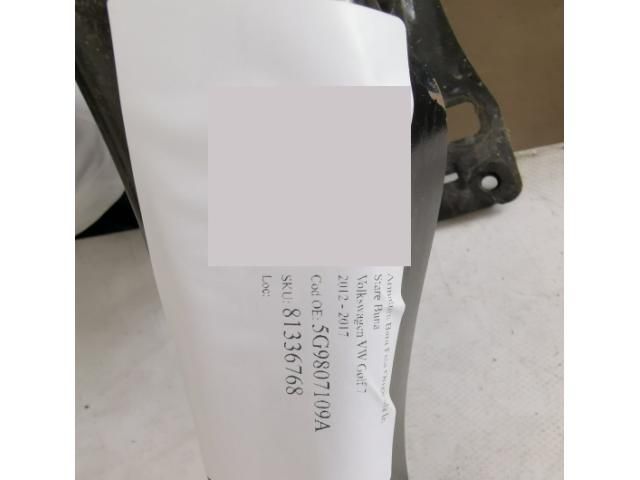 Stare Buna
Volkswagen VW Golf 7
2012 - 2017
Cod OE: 5G9807109A
SKU: 81336768
Loc: